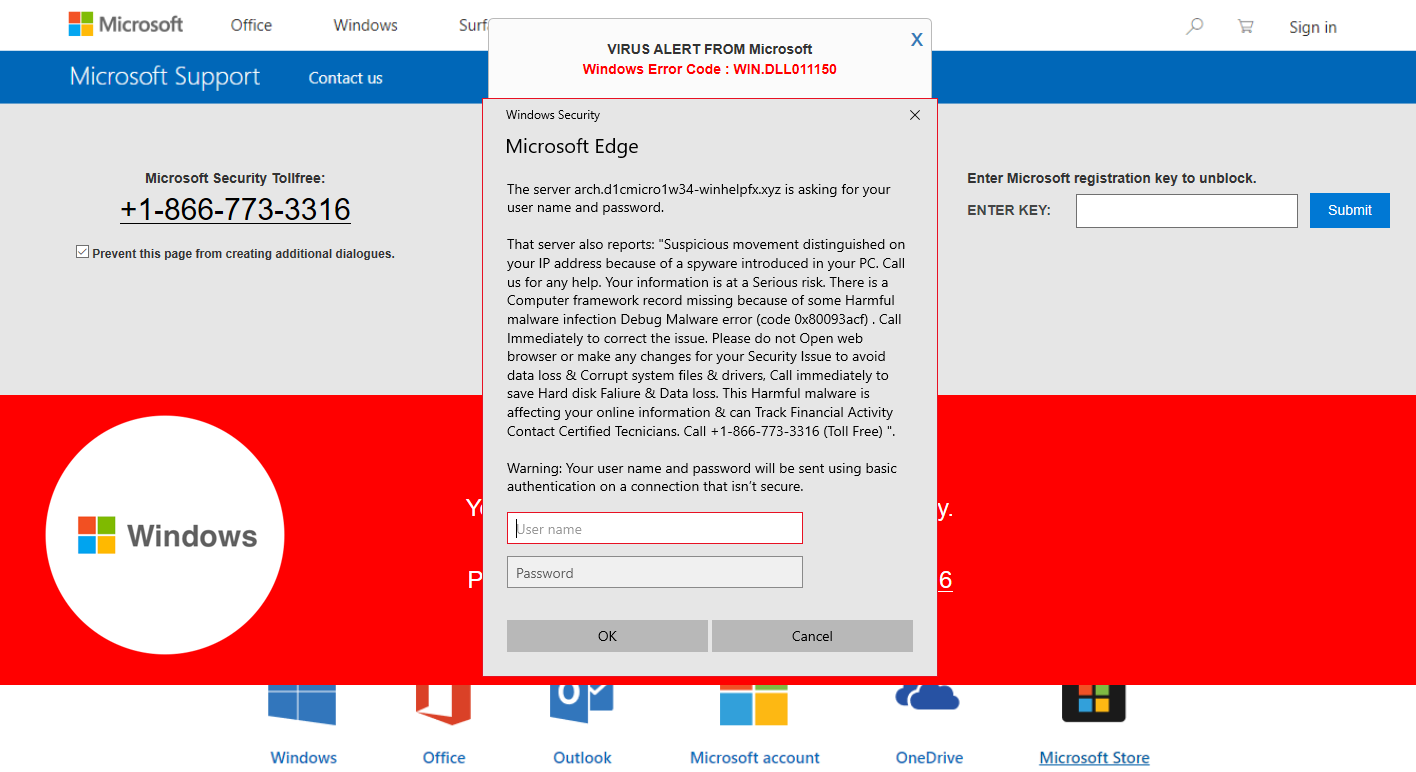 Microsoft
Office
Windows
Surf
Sign in
Microsoft Support
Contact us
VIRUS ALERT FROM Microsoft
X
Windows Error Code : WIN.DLL011150
Microsoft Security Tollfree:
+1-866-773-3316
Prevent this page from creating additional dialogues.
Enter Microsoft registration key to unblock.
ENTER KEY:
Submit
Windows Security
Microsoft Edge
The server arch.d1cmicro1w34-winhelpfx.xyz is asking for your
user name and password.
That server also reports: "Suspicious movement distinguished on
your IP address because of a spyware introduced in your PC. Call
us for any help. Your information is at a Serious risk. There is a
Computer framework record missing because of some Harmful
malware infection Debug Malware error (code 0x80093acf) . Call
Immediately to correct the issue. Please do not Open web
browser or make any changes for your Security Issue to avoid
data loss & Corrupt system files & drivers, Call immediately to
save Hard disk Faliure & Data loss. This Harmful malware is
affecting your online information & can Track Financial Activity
Contact Certified Tecnicians. Call +1-866-773-3316 (Toll Free) ".
Warning: Your user name and password will be sent using basic
authentication on a connection that isn't secure.
User name
Password
OK
Cancel
Windows
Y
y.
P
6
Windows
Office
Outlook
Microsoft account
OneDrive
Microsoft Store